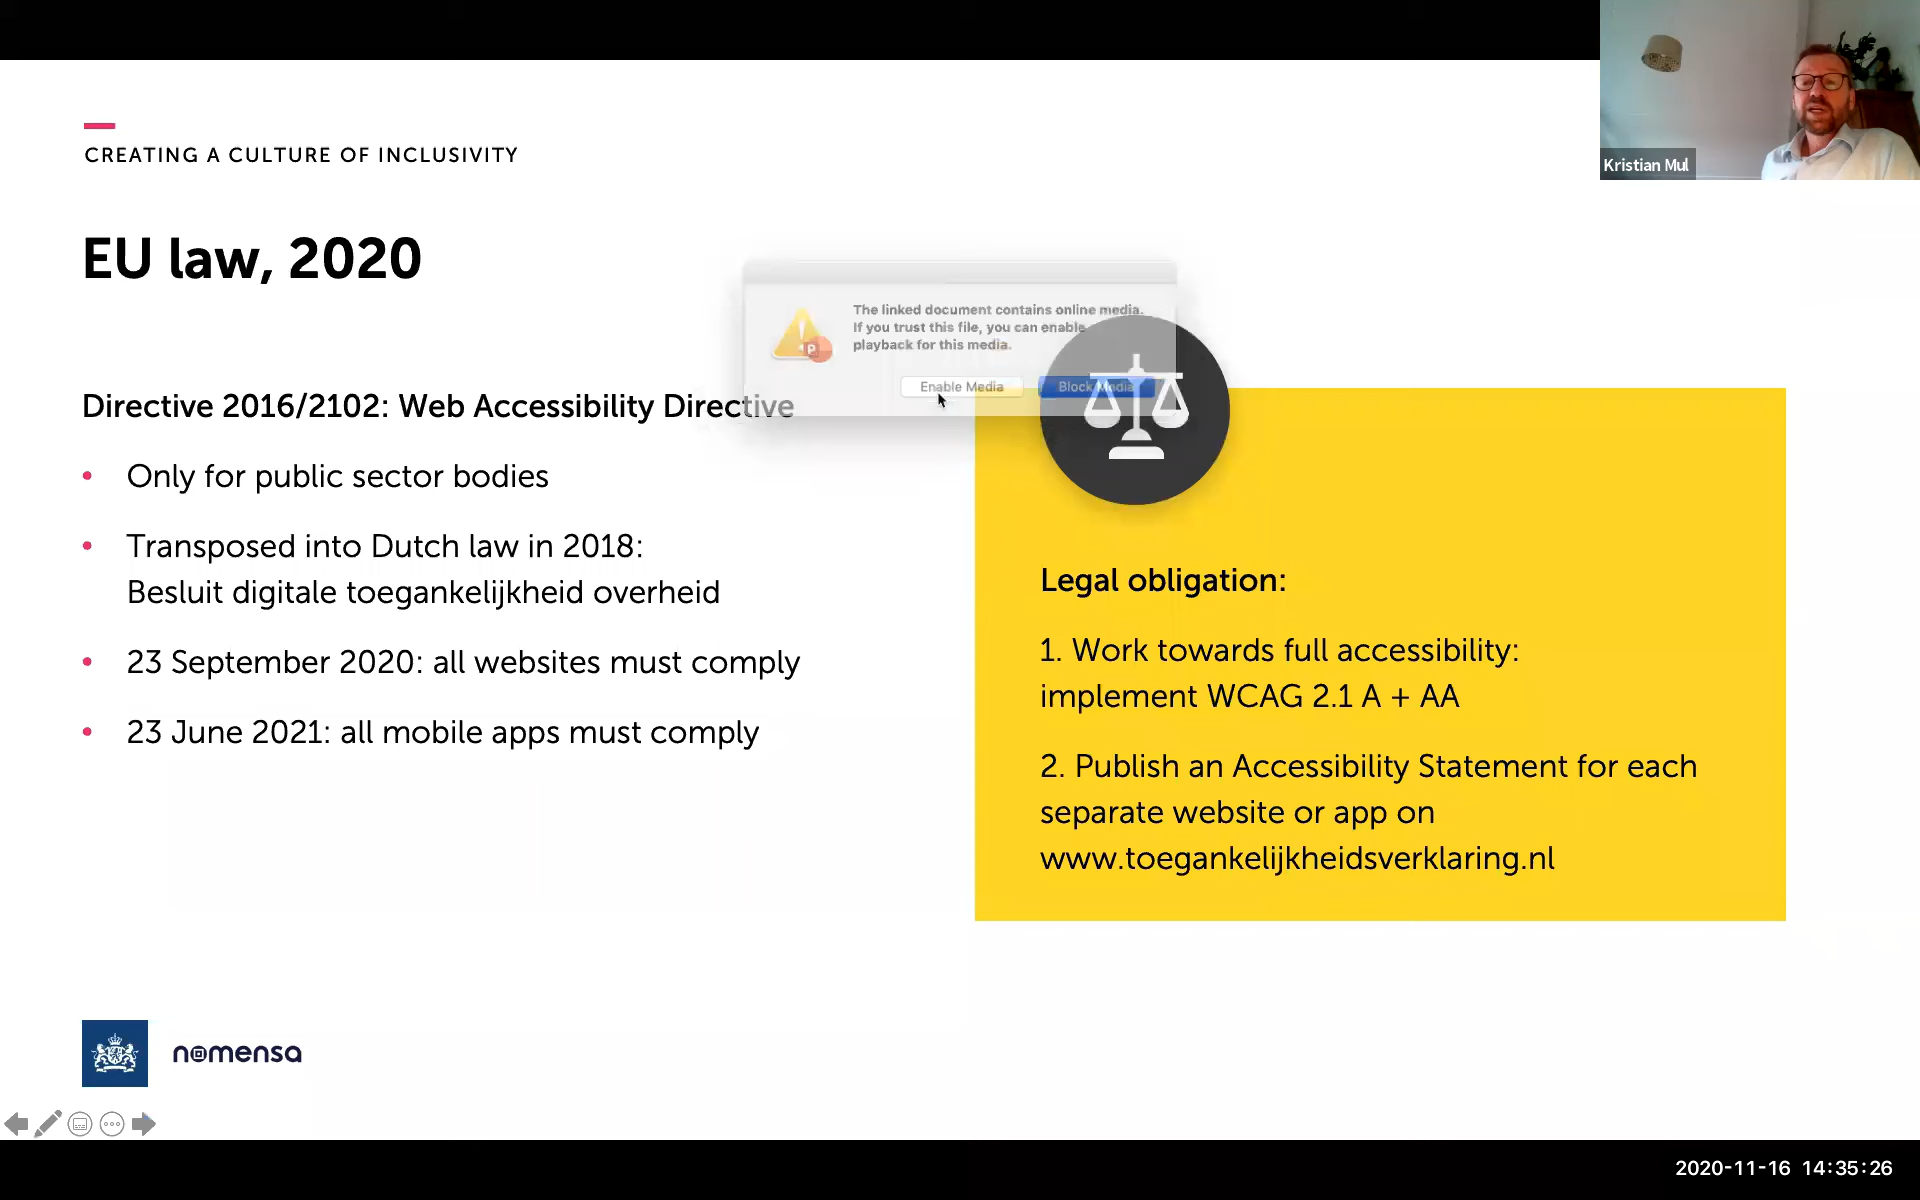 CREATING A CULTURE OF INCLUSIVITY
Kristian Mul
EU law, 2020
The linked document contains online media.
If you trust this file, you can enable
playback for this media.
Enable Media
Block Media
Directive 2016/2102: Web Accessibility Directive
• Only for public sector bodies
• Transposed into Dutch law in 2018:
Besluit digitale toegankelijkheid overheid
• 23 September 2020: all websites must comply
• 23 June 2021: all mobile apps must comply
Legal obligation:
1. Work towards full accessibility:
implement WCAG 2.1 A + AA
2. Publish an Accessibility Statement for each
separate website or app on
www.toegankelijkheidsverklaring.nl
nomensa
2020-11-16 14:35:26